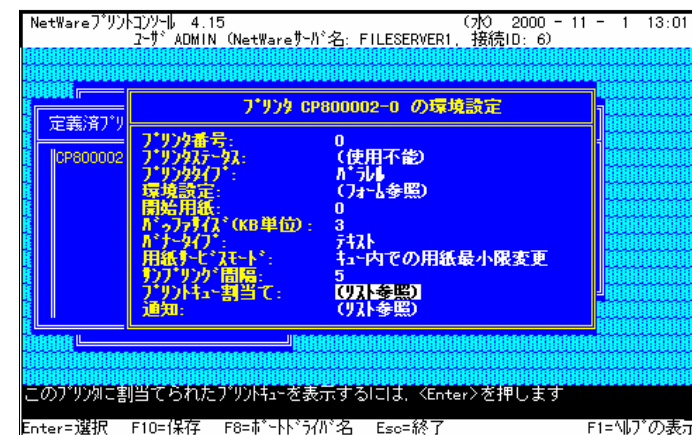 NetWareプリントコンソール 4.15 (水) 2000 - 11 - 1 13:01
ユーザ ADMIN (NetWareサーバ名: FILESERVER1, 接続ID: 6)
プリンタ CP800002-0 の環境設定
定義済プリ
CP800002
プリンタ番号: 0
プリンタステータス: (使用不能)
プリンタタイプ: パラレル
環境設定: (フォーム参照)
開始用紙: 0
バッファサイズ(KB単位): 3
バナータイプ: テキスト
用紙サービスモード: キュー内での用紙最小限変更
サンプリング間隔: 5
プリントキュー割当て: (リスト参照)
通知: (リスト参照)
このプリンタに割当てられたプリントキューを表示するには、<Enter>を押します
Enter=選択 F10=保存 F8=ポートドライバ名 Esc=終了 F1=ヘルプの表示